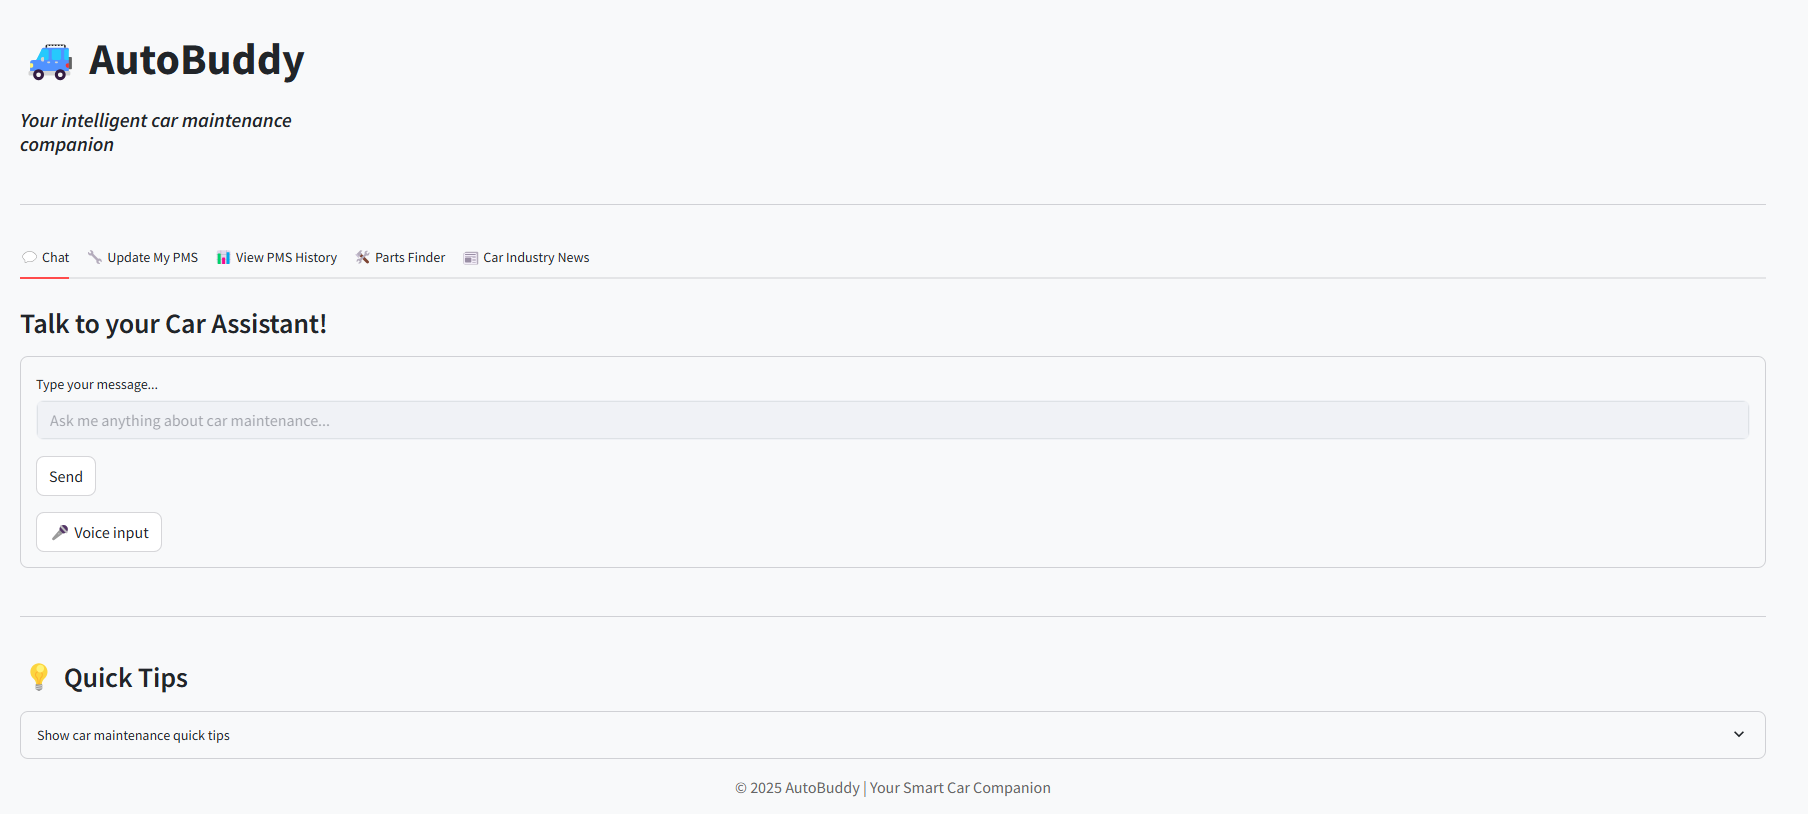 AutoBuddy
Your intelligent car maintenance
companion
Chat Update My PMS View PMS History Parts Finder Car Industry News
Talk to your Car Assistant!
Type your message...
Ask me anything about car maintenance...
Send
Voice input
Quick Tips
Show car maintenance quick tips
© 2025 AutoBuddy | Your Smart Car Companion